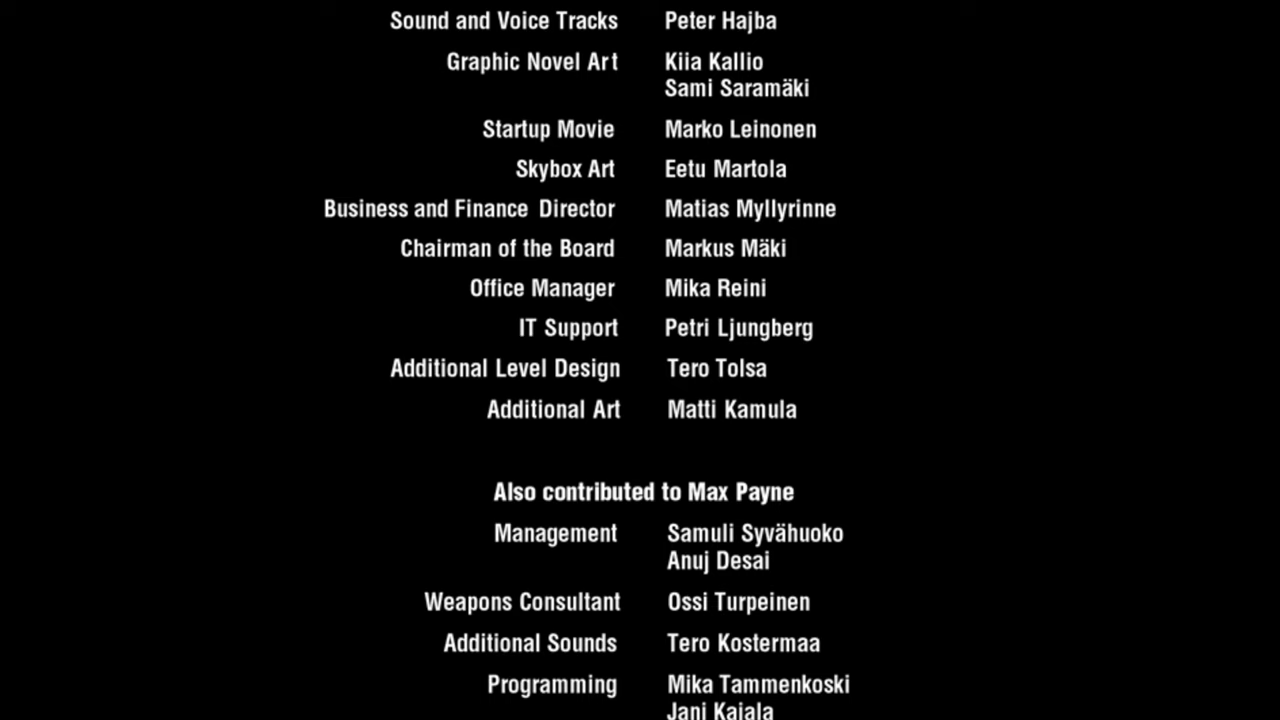 Sound and Voice Tracks Peter Hajba
Graphic Novel Art Kiia Kallio
Sami Saramäki
Startup Movie Marko Leinonen
Skybox Art Eetu Martola
Business and Finance Director Matias Myllyrinne
Chairman of the Board Markus Mäki
Office Manager Mika Reini
IT Support Petri Ljungberg
Additional Level Design Tero Tolsa
Additional Art Matti Kamula
Also contributed to Max Payne
Management Samuli Syvähuoko
Anuj Desai
Weapons Consultant Ossi Turpeinen
Additional Sounds Tero Kostermaa
Programming Mika Tammenkoski
Jani Kajala